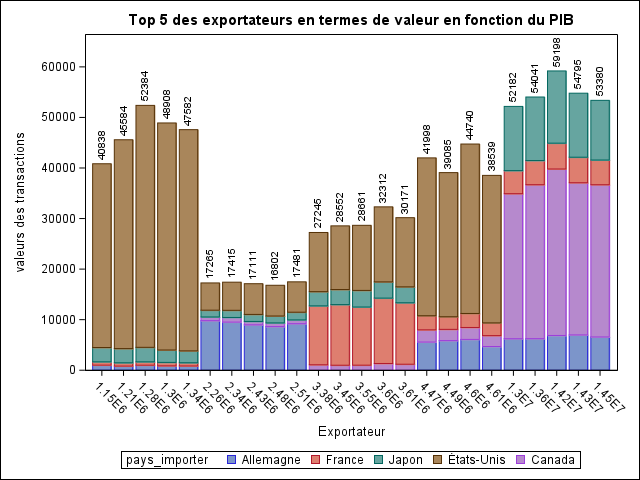 Top 5 des exportateurs en termes de valeur en fonction du PIB
valeurs des transactions
60000
50000
40000
30000
20000
10000
0
40838
45584
52384
48908
47582
17265
17415
17111
16802
17481
27245
28552
28661
32312
30171
41998
39085
44740
38539
52182
54041
59198
54795
53380
1.15E6
1.21E6
1.28E6
1.3E6
1.34E6
2.26E6
2.34E6
2.43E6
2.48E6
2.51E6
3.38E6
3.45E6
3.55E6
3.6E6
3.61E6
4.47E6
4.49E6
4.6E6
4.61E6
1.3E7
1.36E7
1.42E7
1.43E7
1.45E7
Exportateur
pays_importer Allemagne France Japon États-Unis Canada